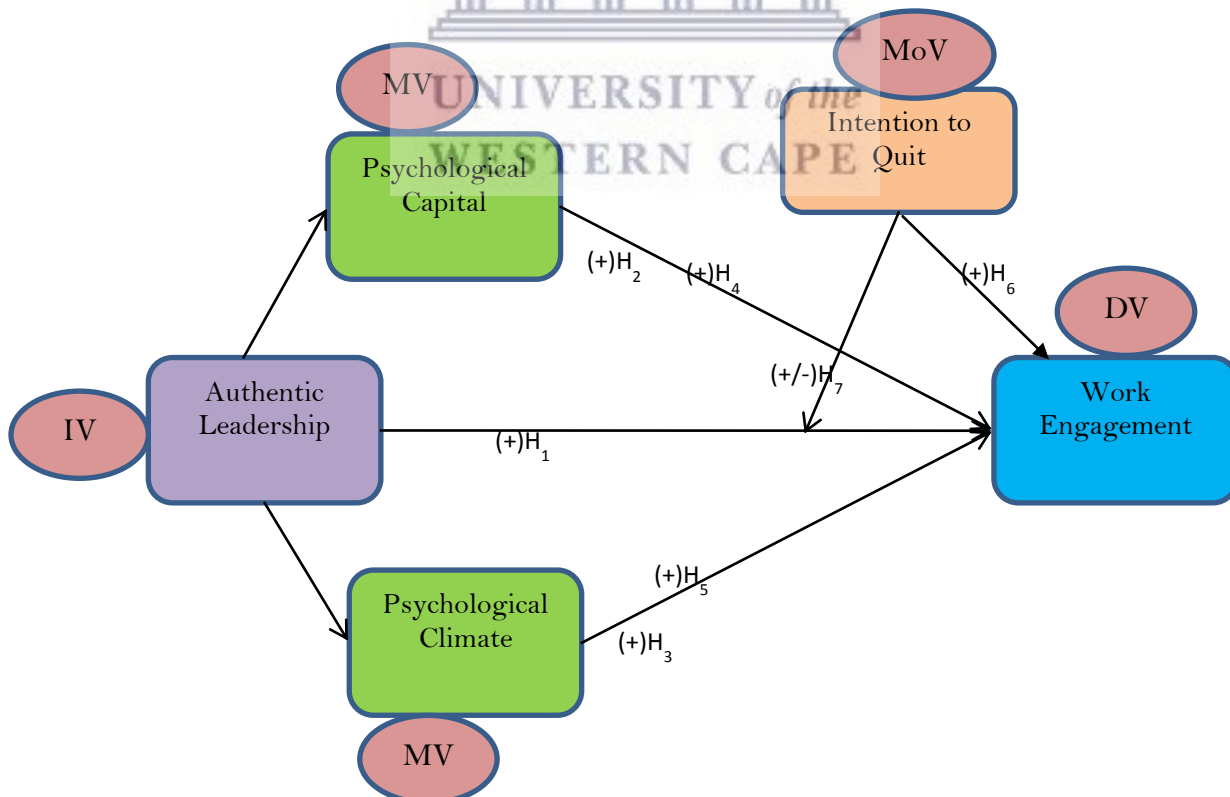 MoV
MV
UNIVERSITY of the
WESTERN CAPE
Intention to
Quit
Psychological
Capital
(+)H2
(+)H4
(+)H6
DV
(+/-)H7
Authentic
Leadership
Work
Engagement
IV
(+)H1
(+)H5
Psychological
Climate
(+)H3
MV